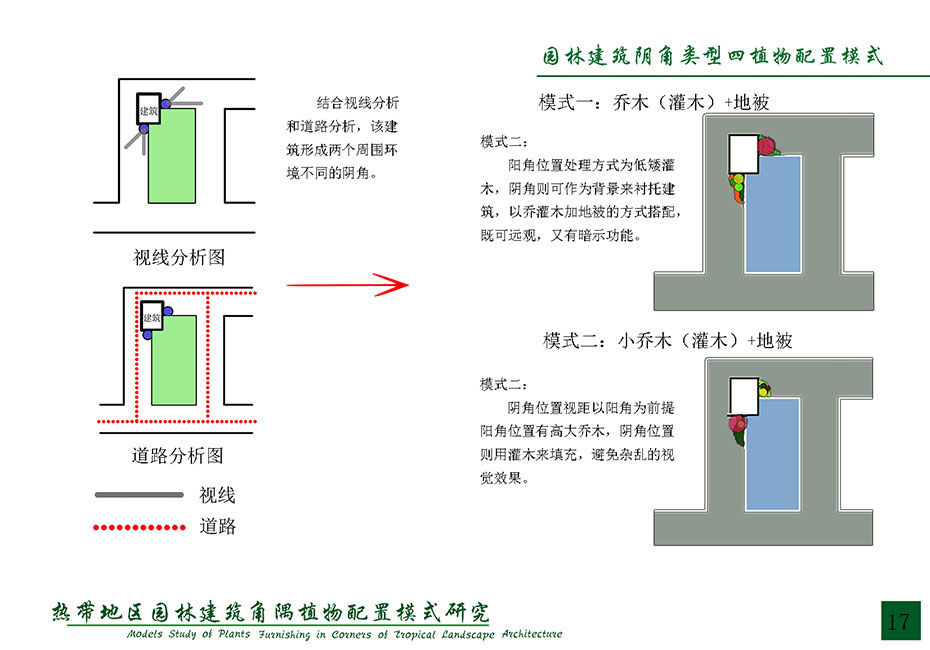 园林建筑阴角类型四植物配置模式
建筑
结合视线分析
和道路分析，该建
筑形成两个周围环
境不同的阴角。
视线分析图
建筑
道路分析图
视线
道路
模式一：乔木（灌木）+地被
模式二：
阳角位置处理方式为低矮灌
木，阴角则可作为背景来衬托建
筑，以乔灌木加地被的方式搭配，
既可远观，又有暗示功能。
模式二：小乔木（灌木）+地被
模式二：
阴角位置视距以阳角为前提
阳角位置有高大乔木，阴角位置
则用灌木来填充，避免杂乱的视
觉效果。
热带地区园林建筑角隅植物配置模式研究
Models Study of Plants Furnishing in Corners of Tropical Landscape Architecture
17